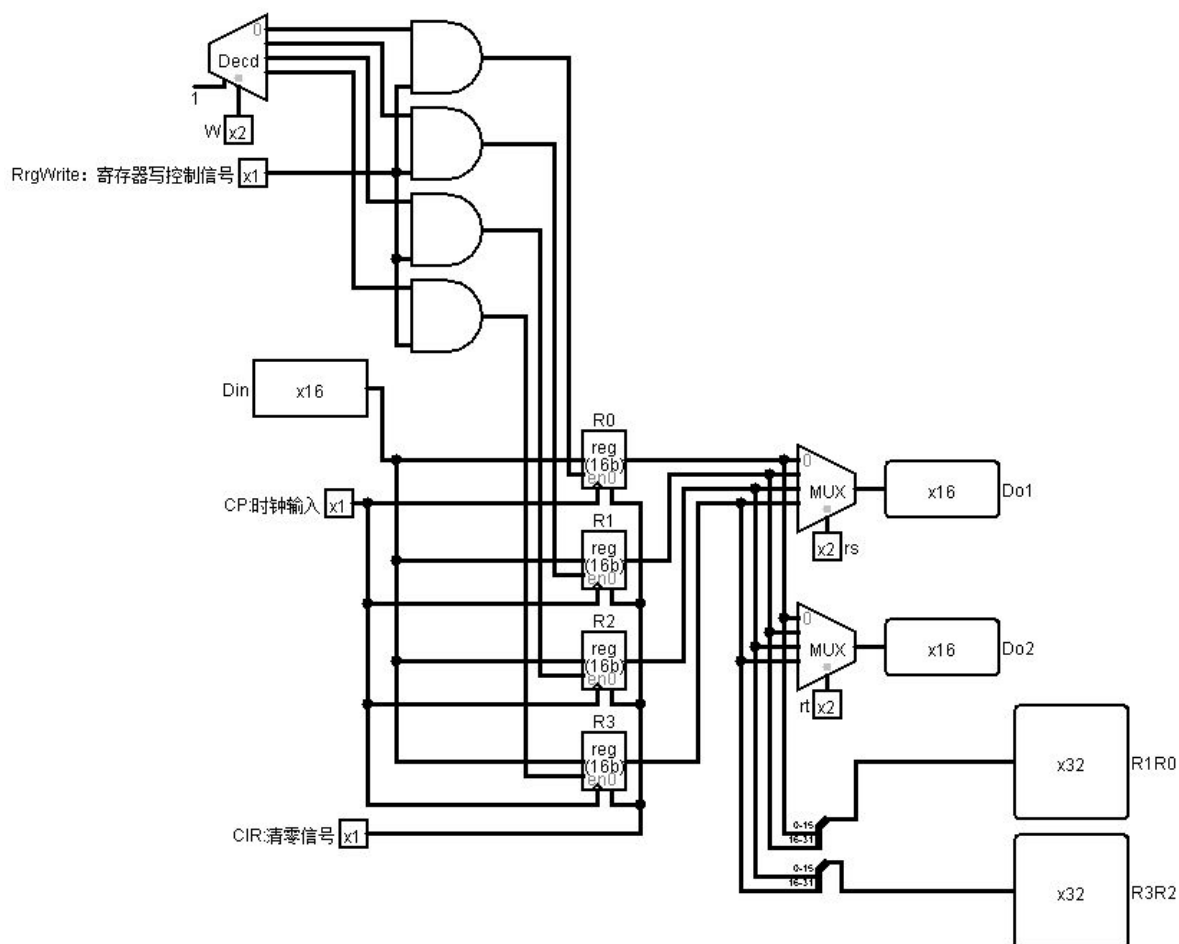 0
Decd
1
W x2
RrgWrite：寄存器写控制信号 x1
Din x16
R0
reg
(16b)
en0
0
MUX
x16 Do1
CP:时钟输入 x1
x2 rs
R1
reg
(16b)
en0
R2
reg
(16b)
en0
0
MUX
x16 Do2
rt x2
R3
reg
(16b)
en0
x32 R1R0
0-15
16-31
CIR:清零信号 x1
0-15
16-31
x32 R3R2